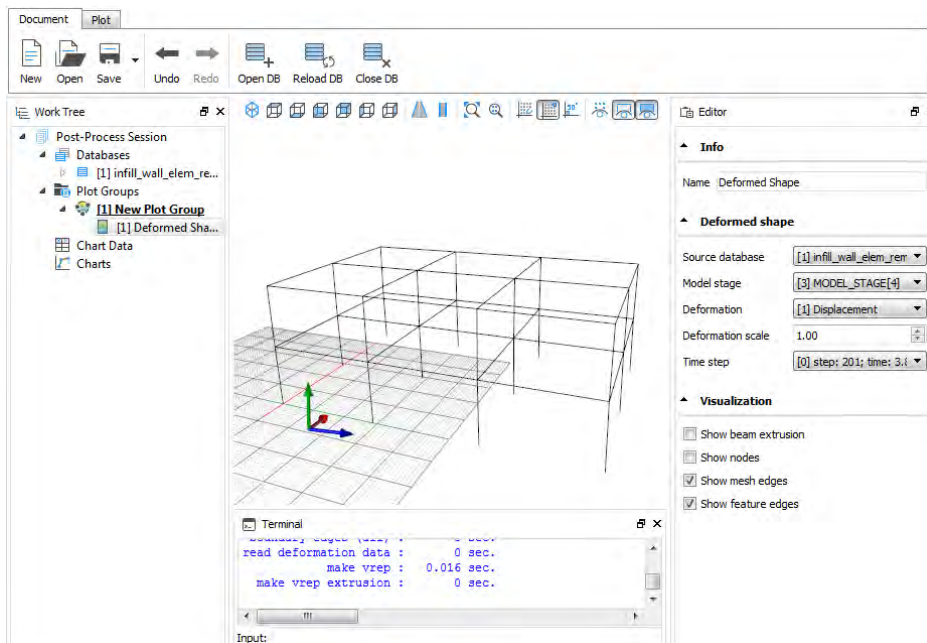 Document Plot
New Open Save Undo Redo Open DB Reload DB Close DB
Work Tree
Post-Process Session
Databases
[1] infill_wall_elem_re...
Plot Groups
[1] New Plot Group
[1] Deformed Sha...
Chart Data
Charts
Terminal
read deformation data : 0 sec.
make vrep : 0.016 sec.
make vrep extrusion : 0 sec.
Input:
Editor
Info
Name Deformed Shape
Deformed shape
Source database [1] infill_wall_elem_rem
Model stage [3] MODEL_STAGE[4]
Deformation [1] Displacement
Deformation scale 1.00
Time step [0] step: 201; time: 3.
Visualization
Show beam extrusion
Show nodes
Show mesh edges
Show feature edges